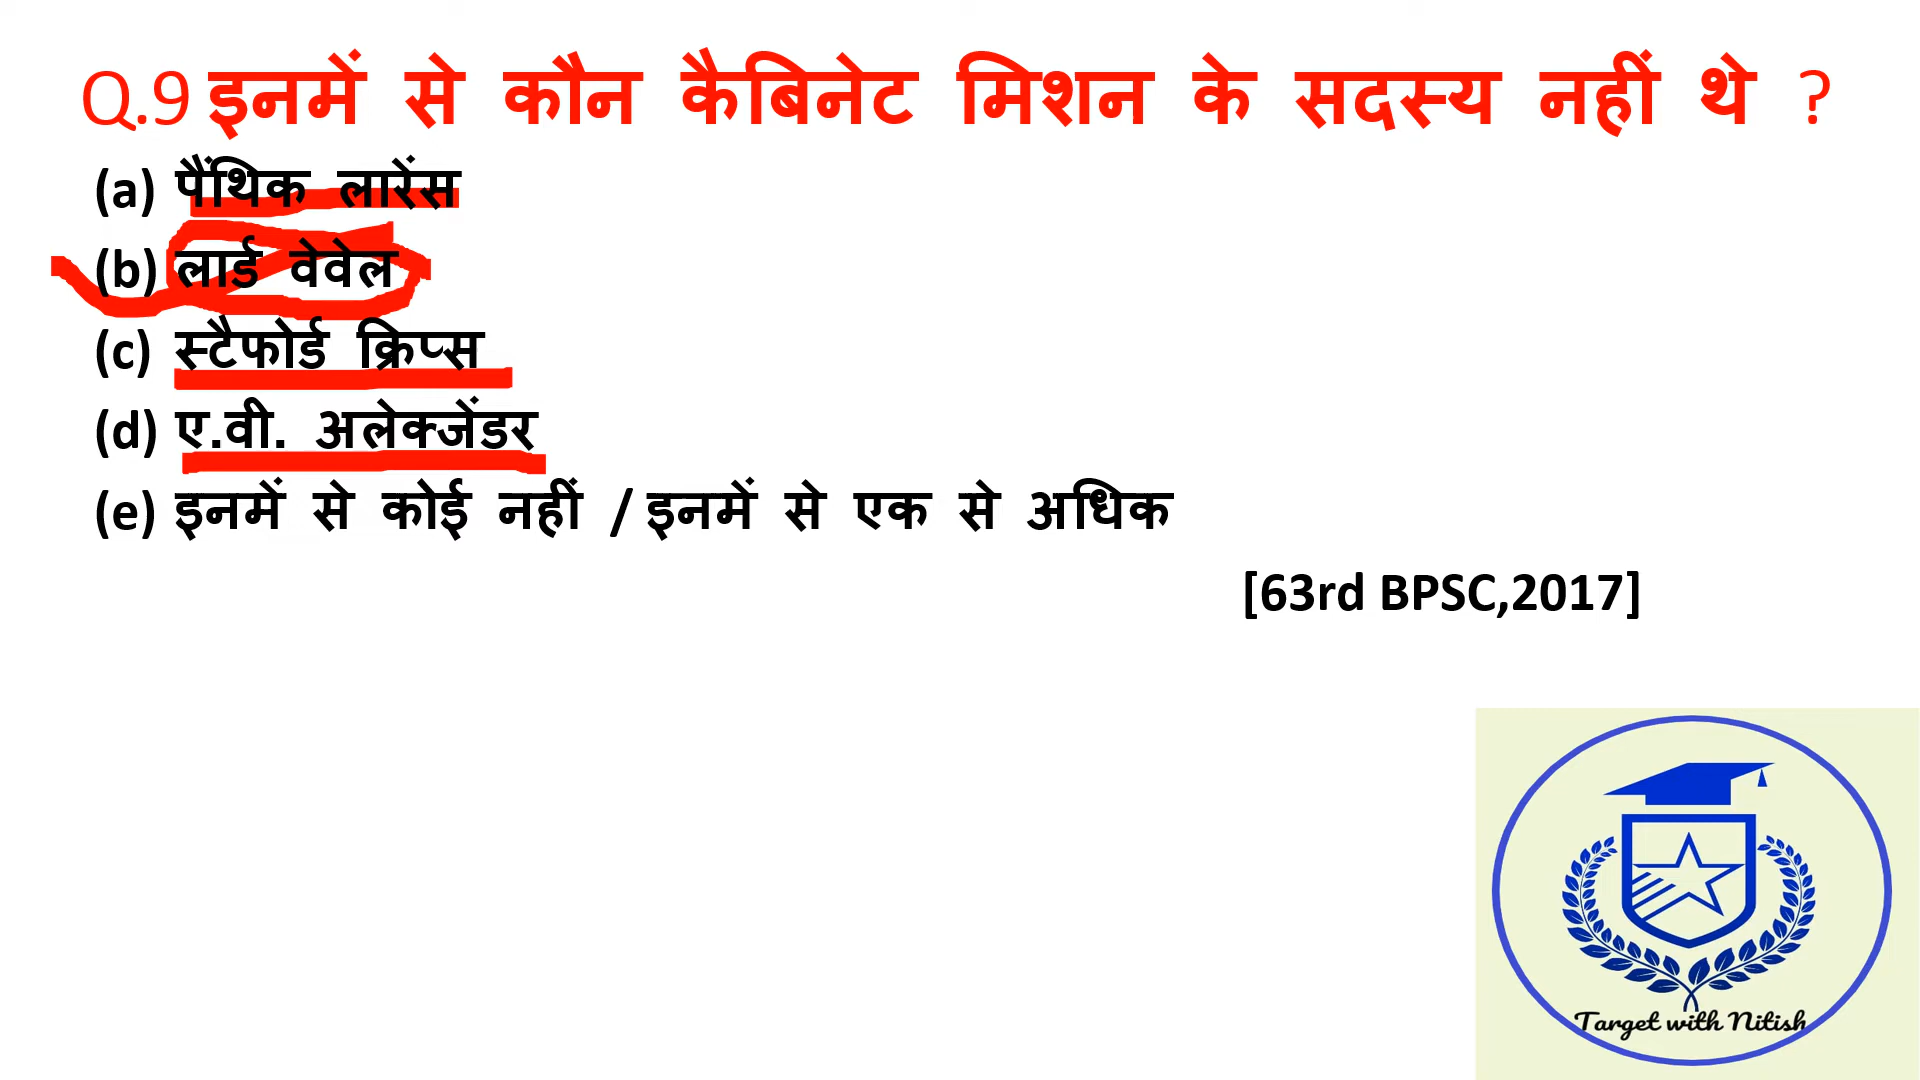 Q.9 इनमें से कौन कैबिनेट मिशन के सदस्य नहीं थे ?
(a) पैंथिक लारेंस
(b) लार्ड वेवेल
(c) स्टैफोर्ड क्रिप्स
(d) ए.वी. अलेक्जेंडर
(e) इनमें से कोई नहीं / इनमें से एक से अधिक
[63rd BPSC,2017]
Target with Nitish